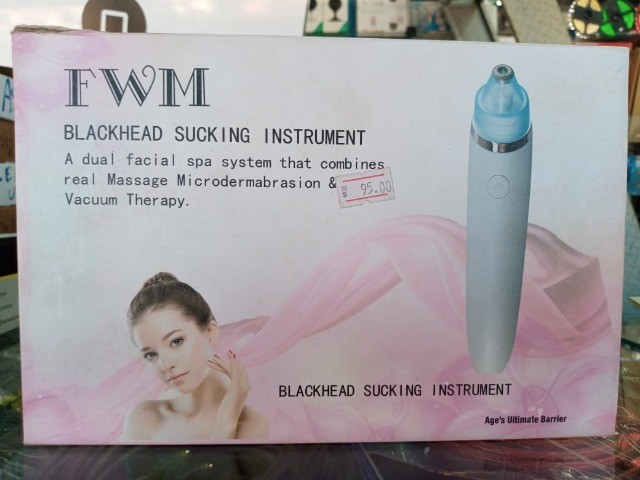 FWM
BLACKHEAD SUCKING INSTRUMENT
A dual facial spa system that combines
real Massage Microdermabrasion &
Vacuum Therapy.
95.00
BLACKHEAD SUCKING INSTRUMENT
Age's Ultimate Barrier